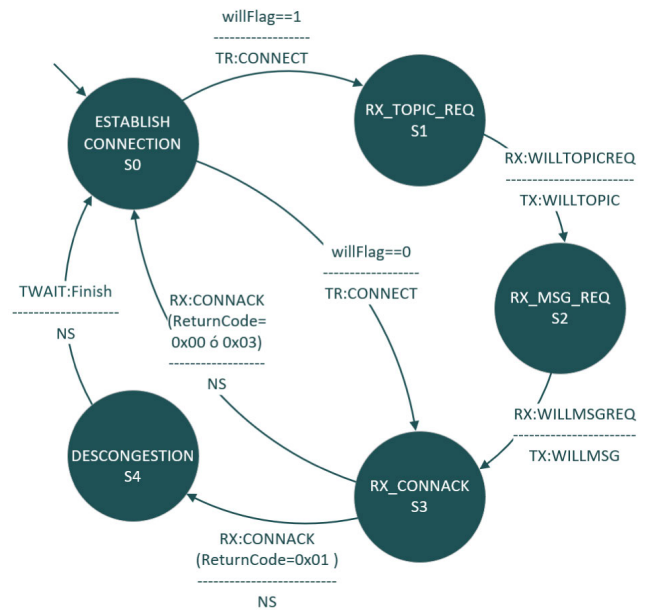 willFlag==1
------------------
TR:CONNECT
ESTABLISH
CONNECTION
S0
RX_TOPIC_REQ
S1
RX:WILLTOPICREQ
------------------------
TX:WILLTOPIC
willFlag==0
------------------
TR:CONNECT
TWAIT:Finish
--------------------
NS
RX:CONNACK
(ReturnCode=
0x00 ó 0x03)
------------------
NS
RX_MSG_REQ
S2
RX:WILLMSGREQ
-----------------------
TX:WILLMSG
DESCONGESTION
S4
RX_CONNACK
S3
RX:CONNACK
(ReturnCode=0x01 )
--------------------------
NS